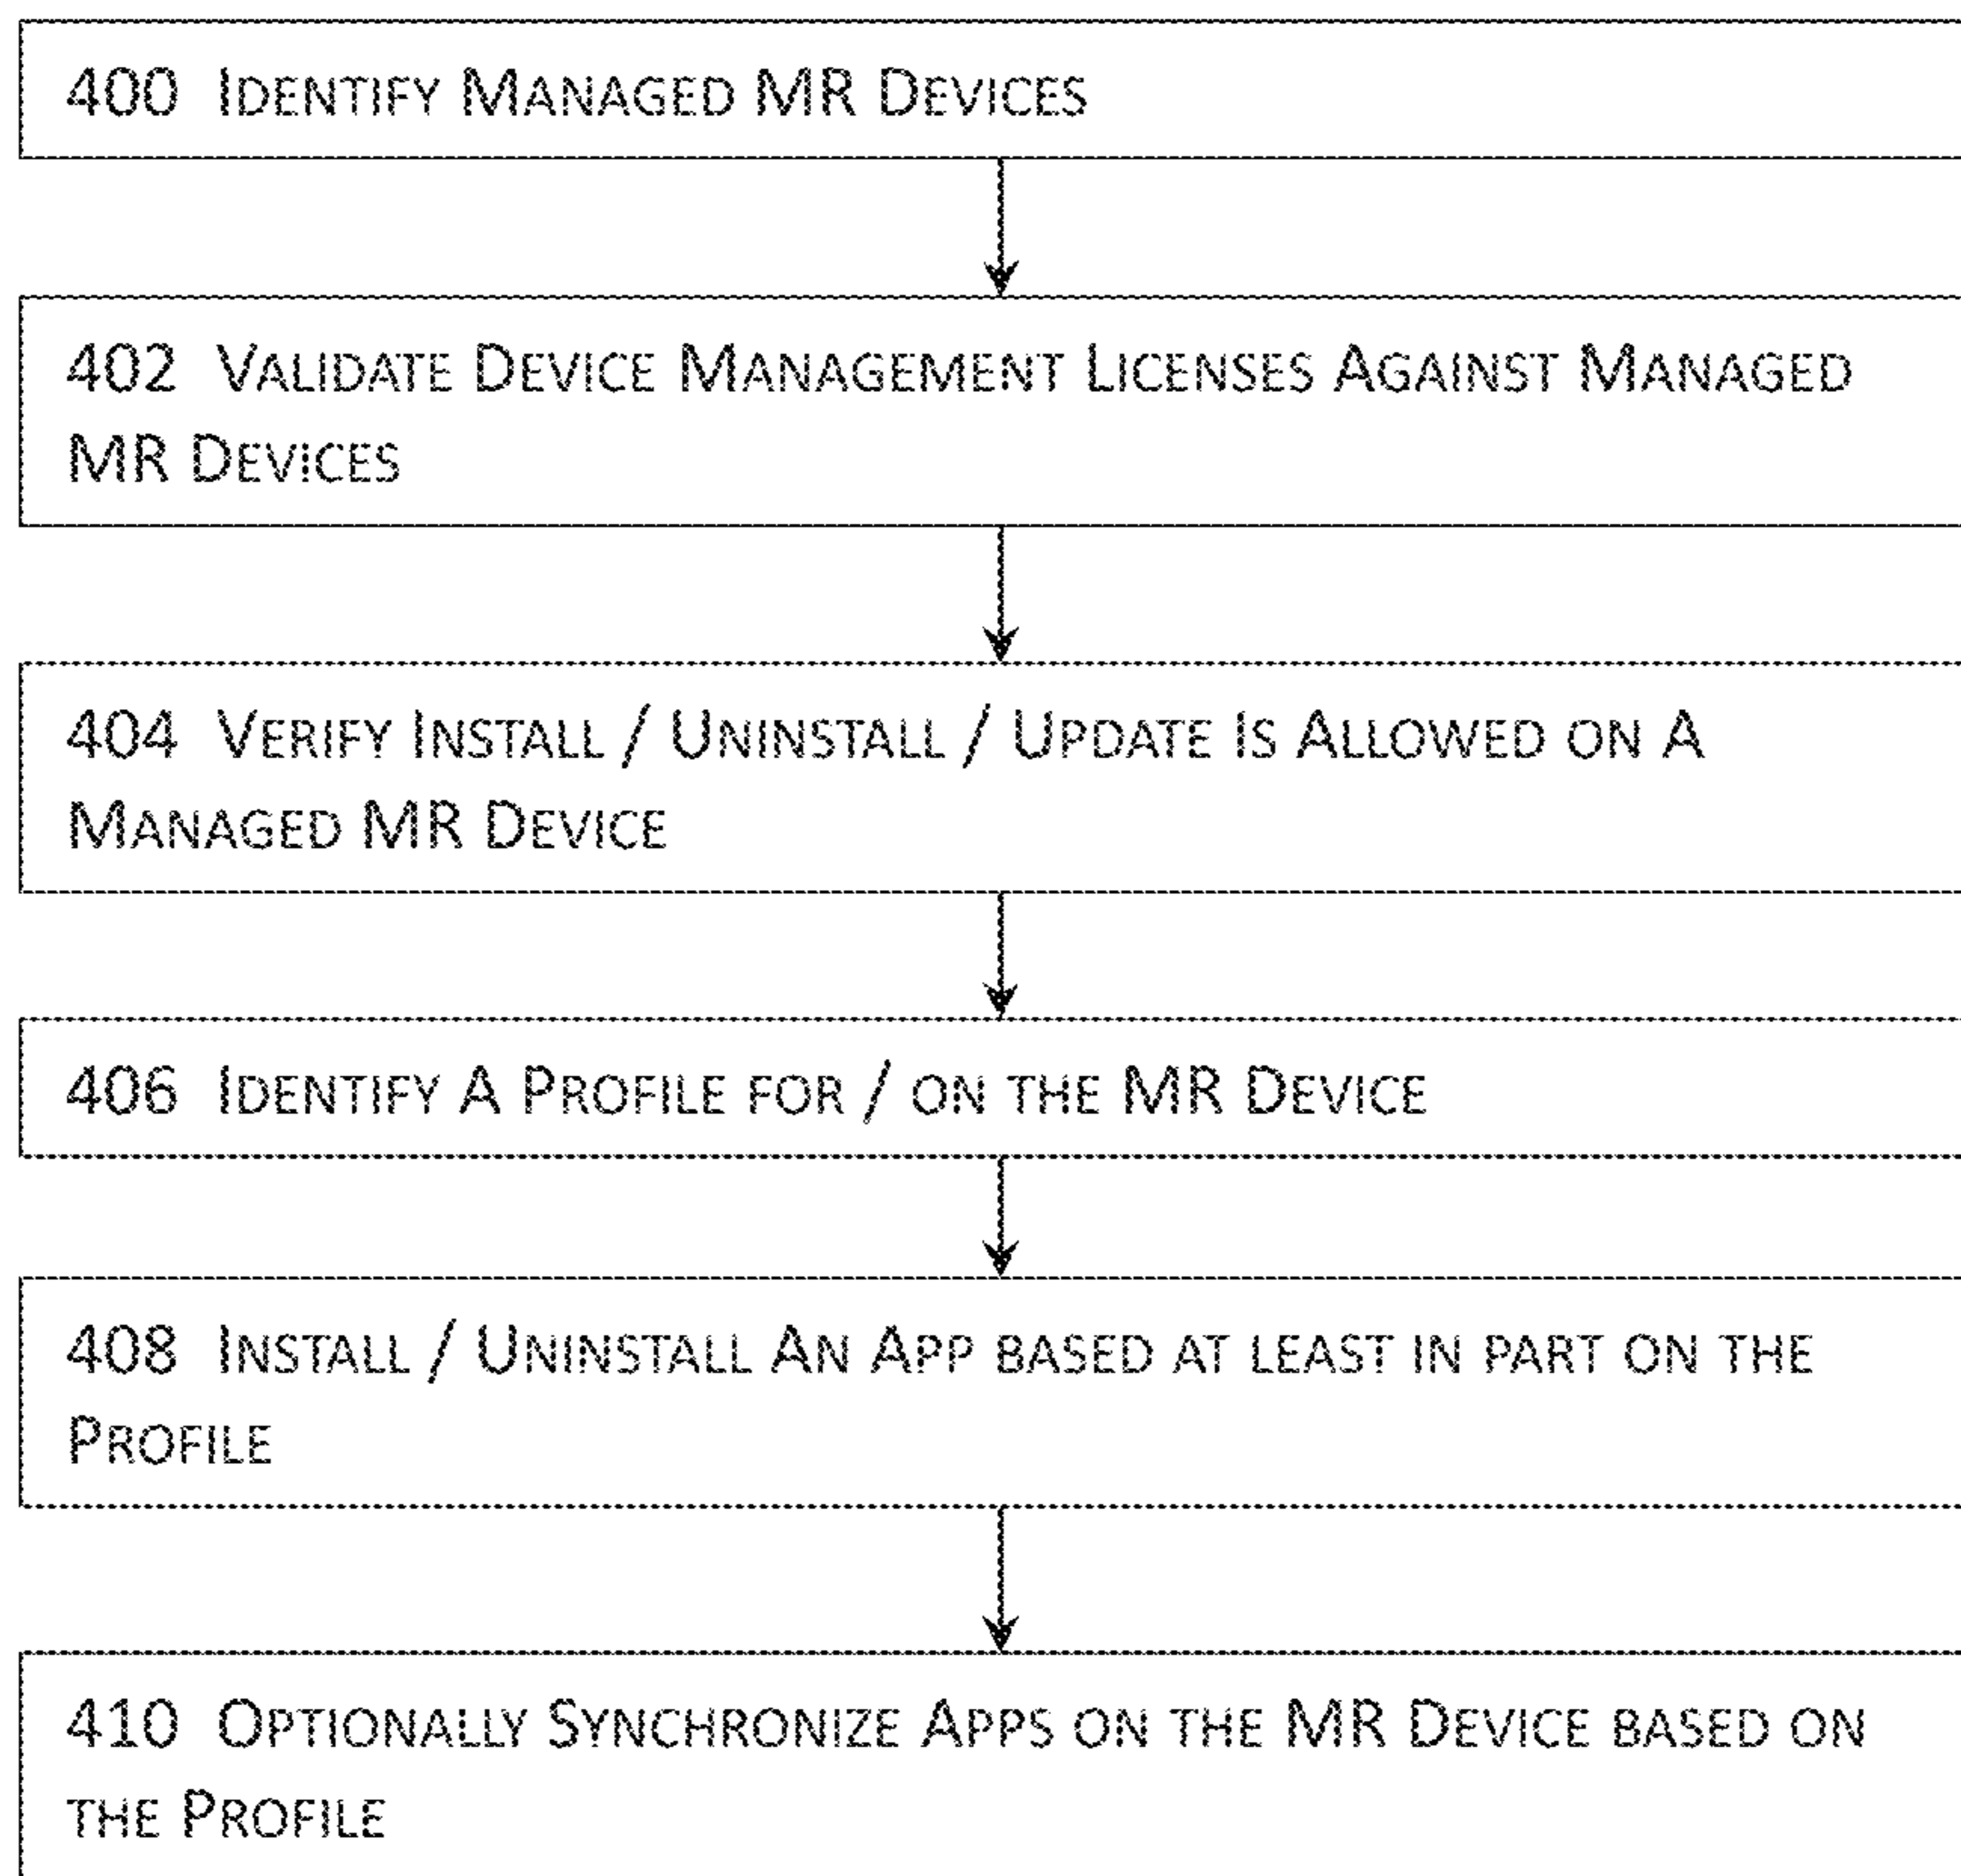 400 Identify Managed MR Devices
402 Validate Device Management Licenses Against Managed
MR Devices
404 Verify Install / Uninstall / Update Is Allowed on A
Managed MR Device
406 Identify A Profile for / on the MR Device
408 Install / Uninstall An App based at least in part on the
Profile
410 Optionally Synchronize Apps on the MR Device based on
the Profile